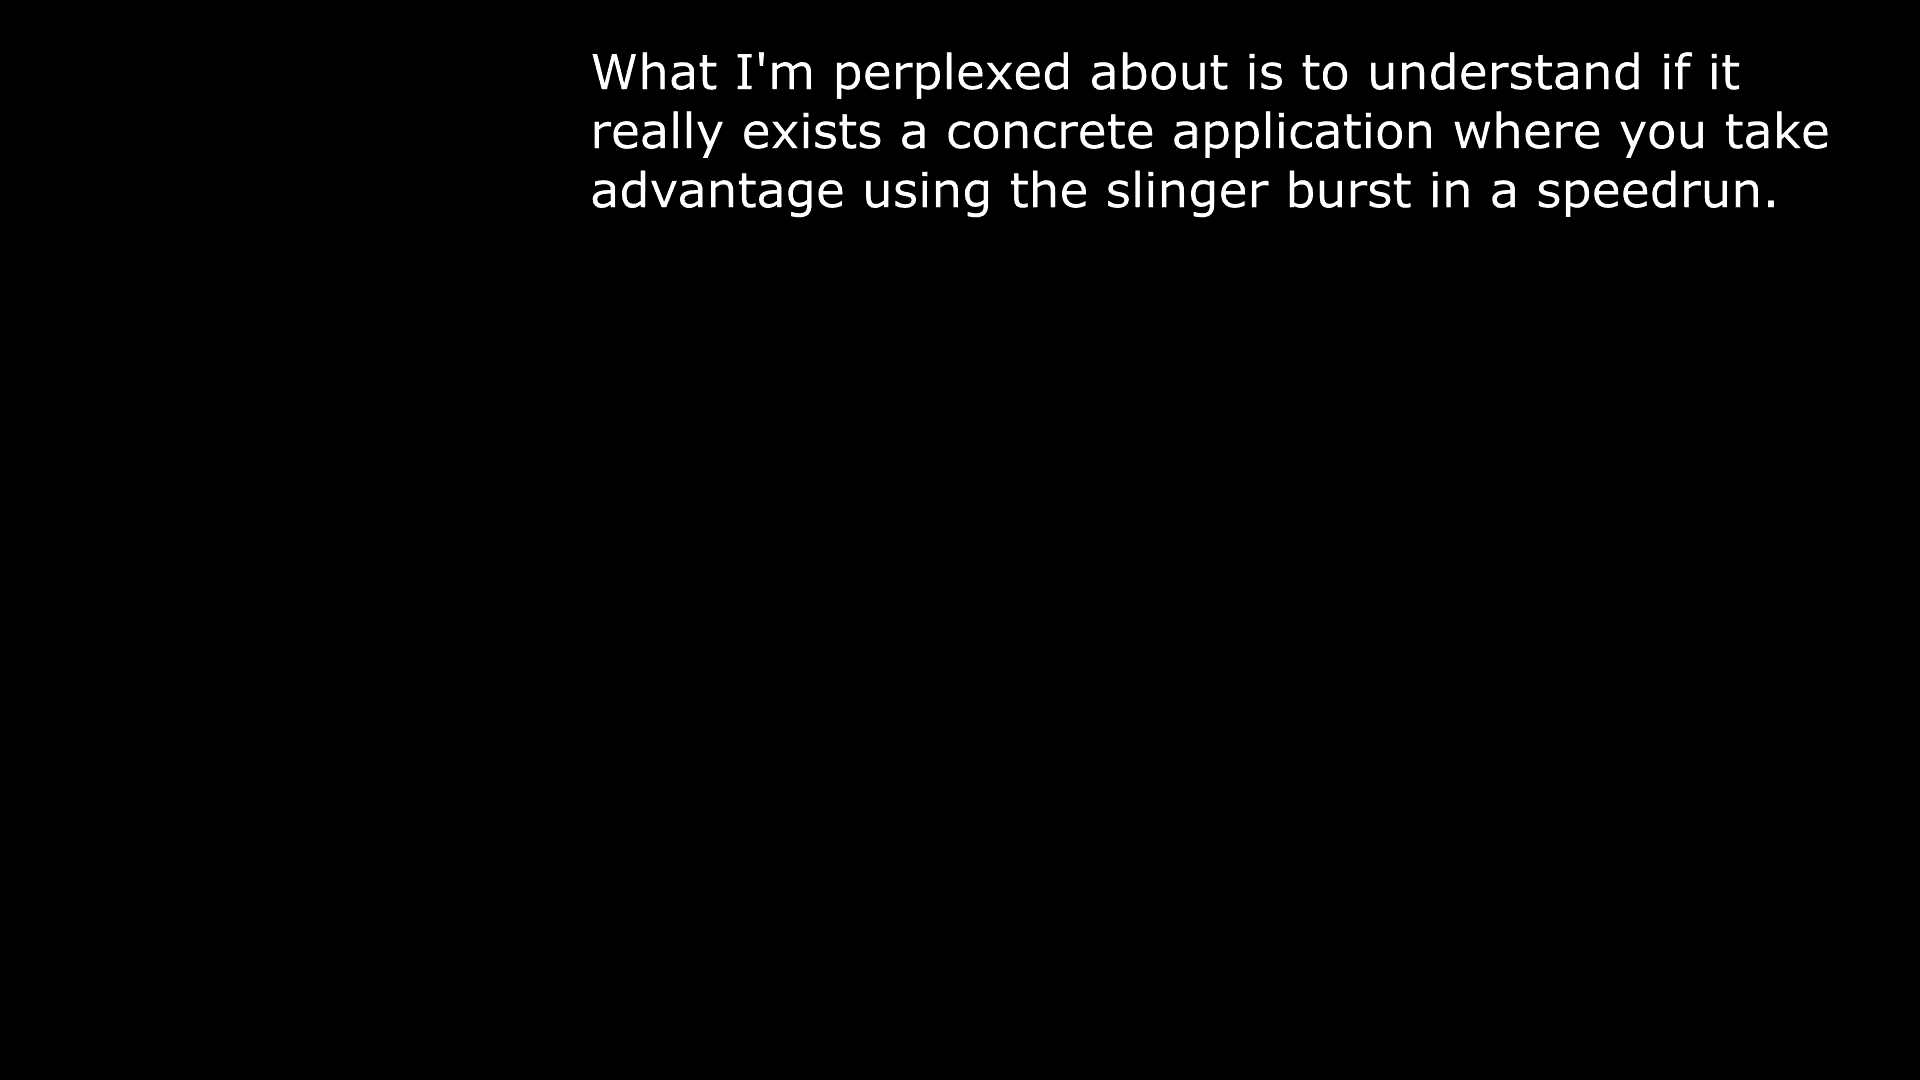 What I'm perplexed about is to understand if it
really exists a concrete application where you take
advantage using the slinger burst in a speedrun.